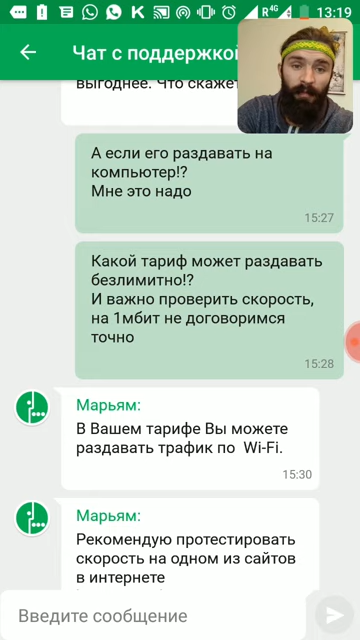 R 4G
13:19
Чат с поддержкой
выгоднее. Что скажет
А если его раздавать на
компьютер!?
Мне это надо
15:27
Какой тариф может раздавать
безлимитно!?
И важно проверить скорость,
на 1мбит не договоримся
точно
15:28
Марьям:
В Вашем тарифе Вы можете
раздавать трафик по Wi-Fi.
15:30
Марьям:
Рекомендую протестировать
скорость на одном из сайтов
в интернете
Введите сообщение